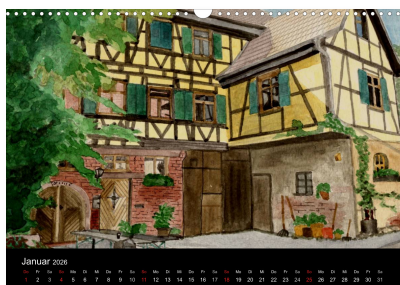 Januar 2026
Do Fr Sa So Mo Di Mi Do Fr Sa So Mo Di Mi Do Fr Sa So Mo Di Mi Do Fr Sa So Mo Di Mi Do Fr Sa
1 2 3 4 5 6 7 8 9 10 11 12 13 14 15 16 17 18 19 20 21 22 23 24 25 26 27 28 29 30 31